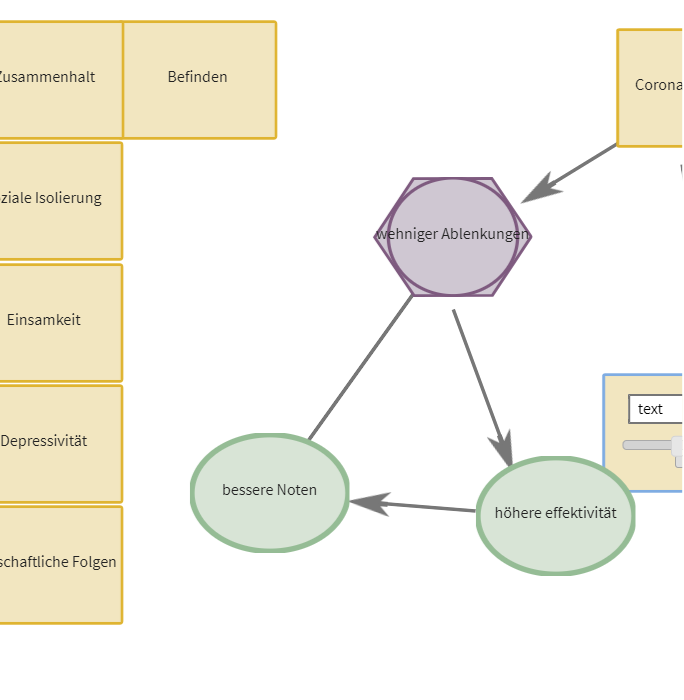 Zusammenhalt
Befinden
Corona
ziale Isolierung
wehniger Ablenkungen
Einsamkeit
text
Depressivität
bessere Noten
höhere effektivität
schaftliche Folgen